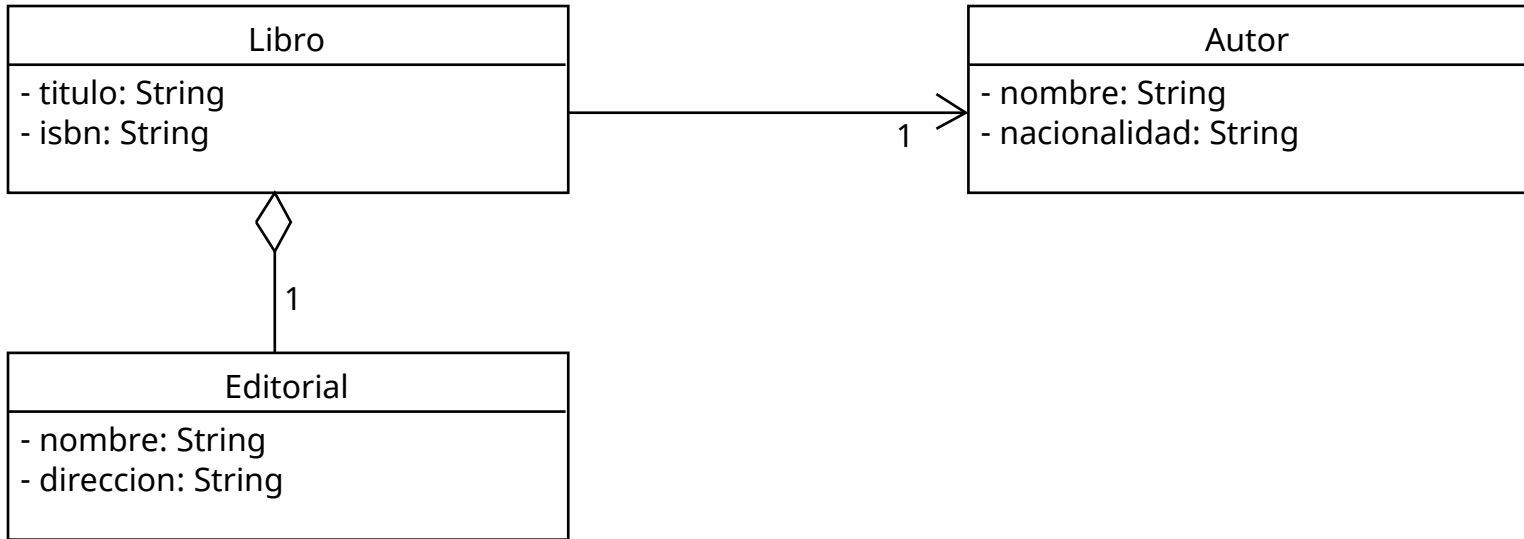 Libro
- titulo: String
- isbn: String
1
Autor
- nombre: String
- nacionalidad: String
1
Editorial
- nombre: String
- direccion: String